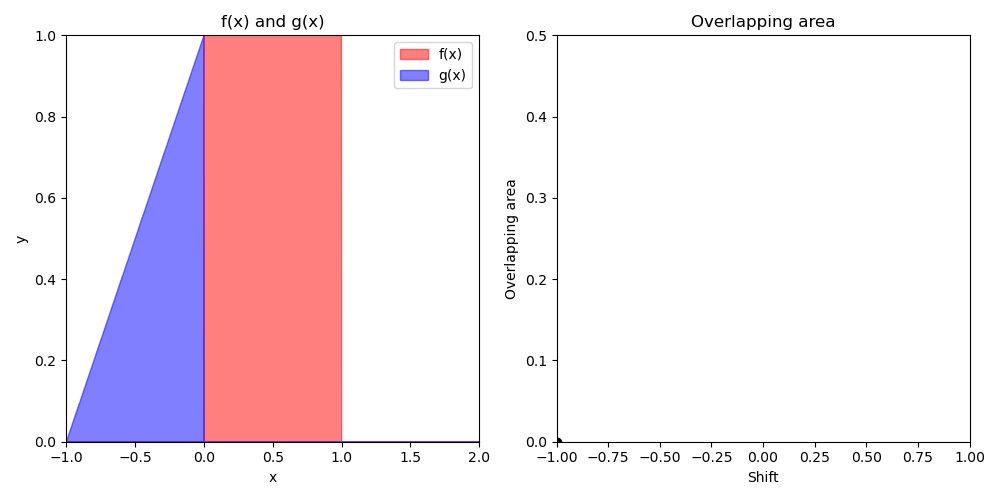 f(x) and g(x)
1.0
0.8
0.6
0.4
0.2
0.0
y
−1.0 −0.5 0.0 0.5 1.0 1.5 2.0
x
f(x)
g(x)
Overlapping area
0.5
0.4
0.3
0.2
0.1
0.0
Overlapping area
−1.00 −0.75 −0.50 −0.25 0.00 0.25 0.50 0.75 1.00
Shift